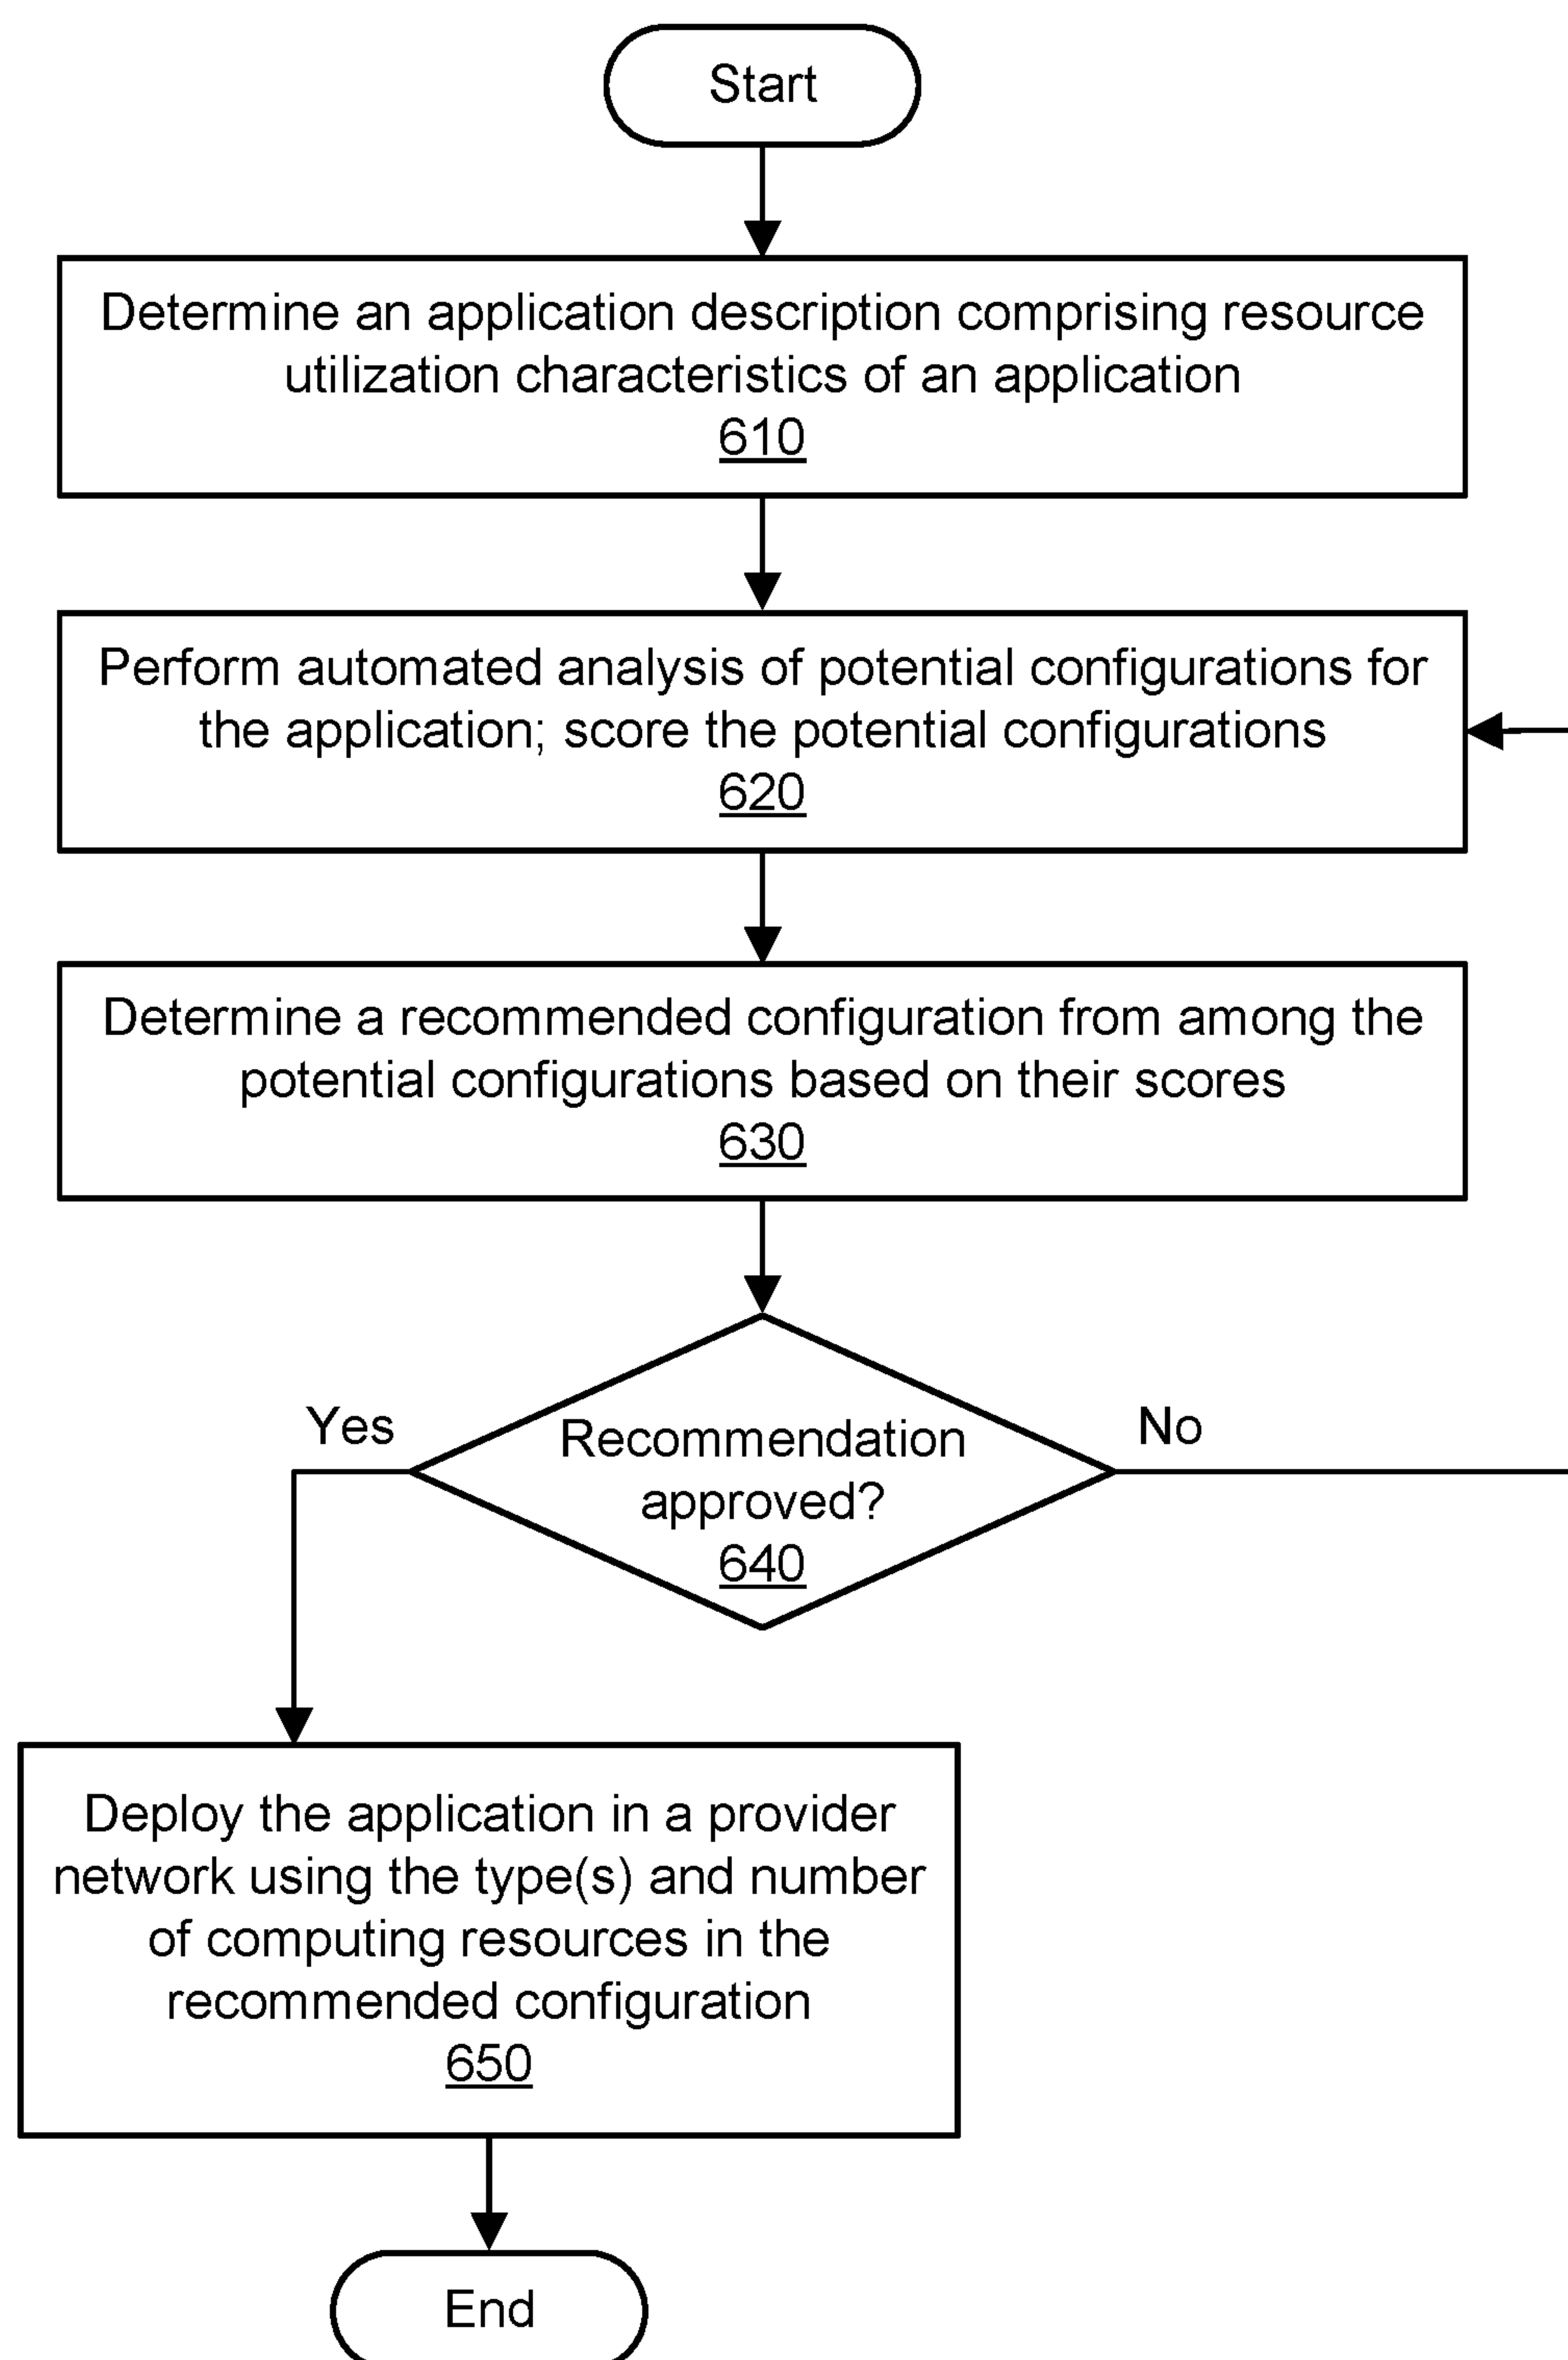 Start
Determine an application description comprising resource
utilization characteristics of an application
610
Perform automated analysis of potential configurations for
the application; score the potential configurations
620
Determine a recommended configuration from among the
potential configurations based on their scores
630
Yes
No
Recommendation
approved?
640
Deploy the application in a provider
network using the type(s) and number
of computing resources in the
recommended configuration
650
End